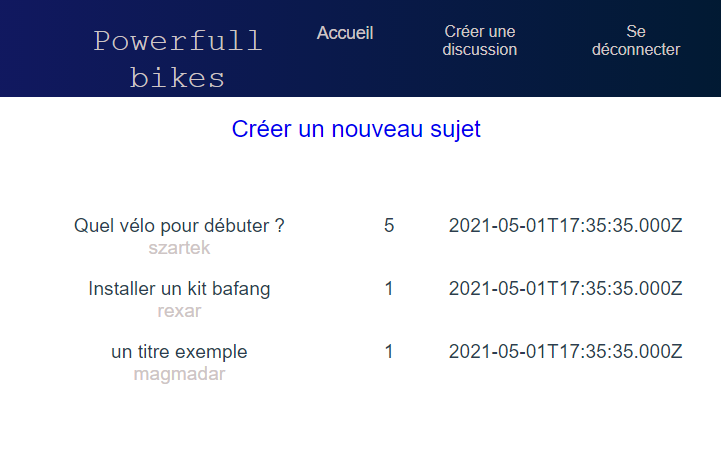 Powerfull
bikes
Accueil
Créer une
discussion
Se
déconnecter
Créer un nouveau sujet
Quel vélo pour débuter ? 5 2021-05-01T17:35:35.000Z
szartek
Installer un kit bafang 1 2021-05-01T17:35:35.000Z
rexar
un titre exemple 1 2021-05-01T17:35:35.000Z
magmadar